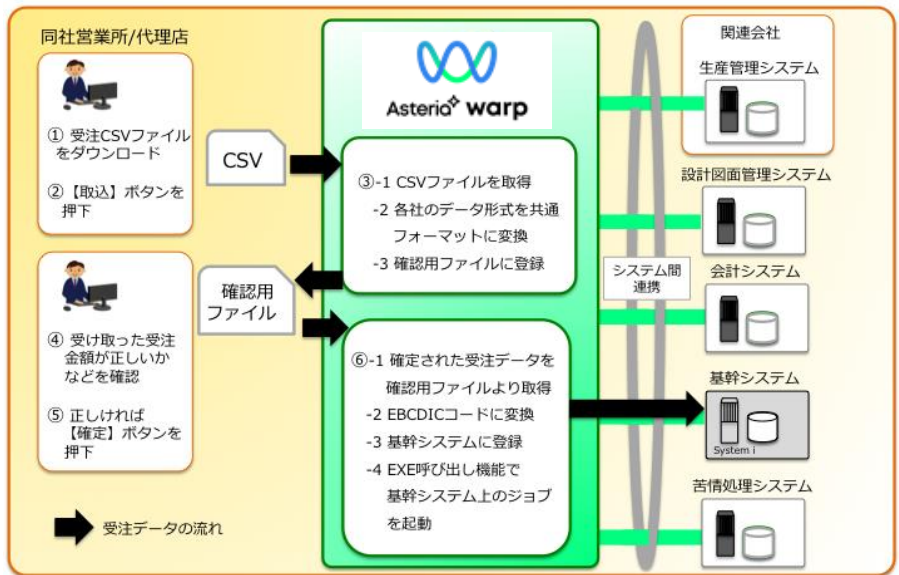 同社営業所/代理店
① 受注CSVファイル
をダウンロード
② 【取込】ボタンを
押下
CSV
Asteria warp
③-1 CSVファイルを取得
-2 各社のデータ形式を共通
フォーマットに変換
-3 確認用ファイルに登録
確認用
ファイル
④ 受け取った受注
金額が正しいか
などを確認
⑤ 正しければ
【確定】ボタンを
押下
⑥-1 確定された受注データを
確認用ファイルより取得
-2 EBCDICコードに変換
-3 基幹システムに登録
-4 EXE呼び出し機能で
基幹システム上のジョブ
を起動
受注データの流れ
システム間
連携
関連会社
生産管理システム
設計図面管理システム
会計システム
基幹システム
System i
苦情処理システム